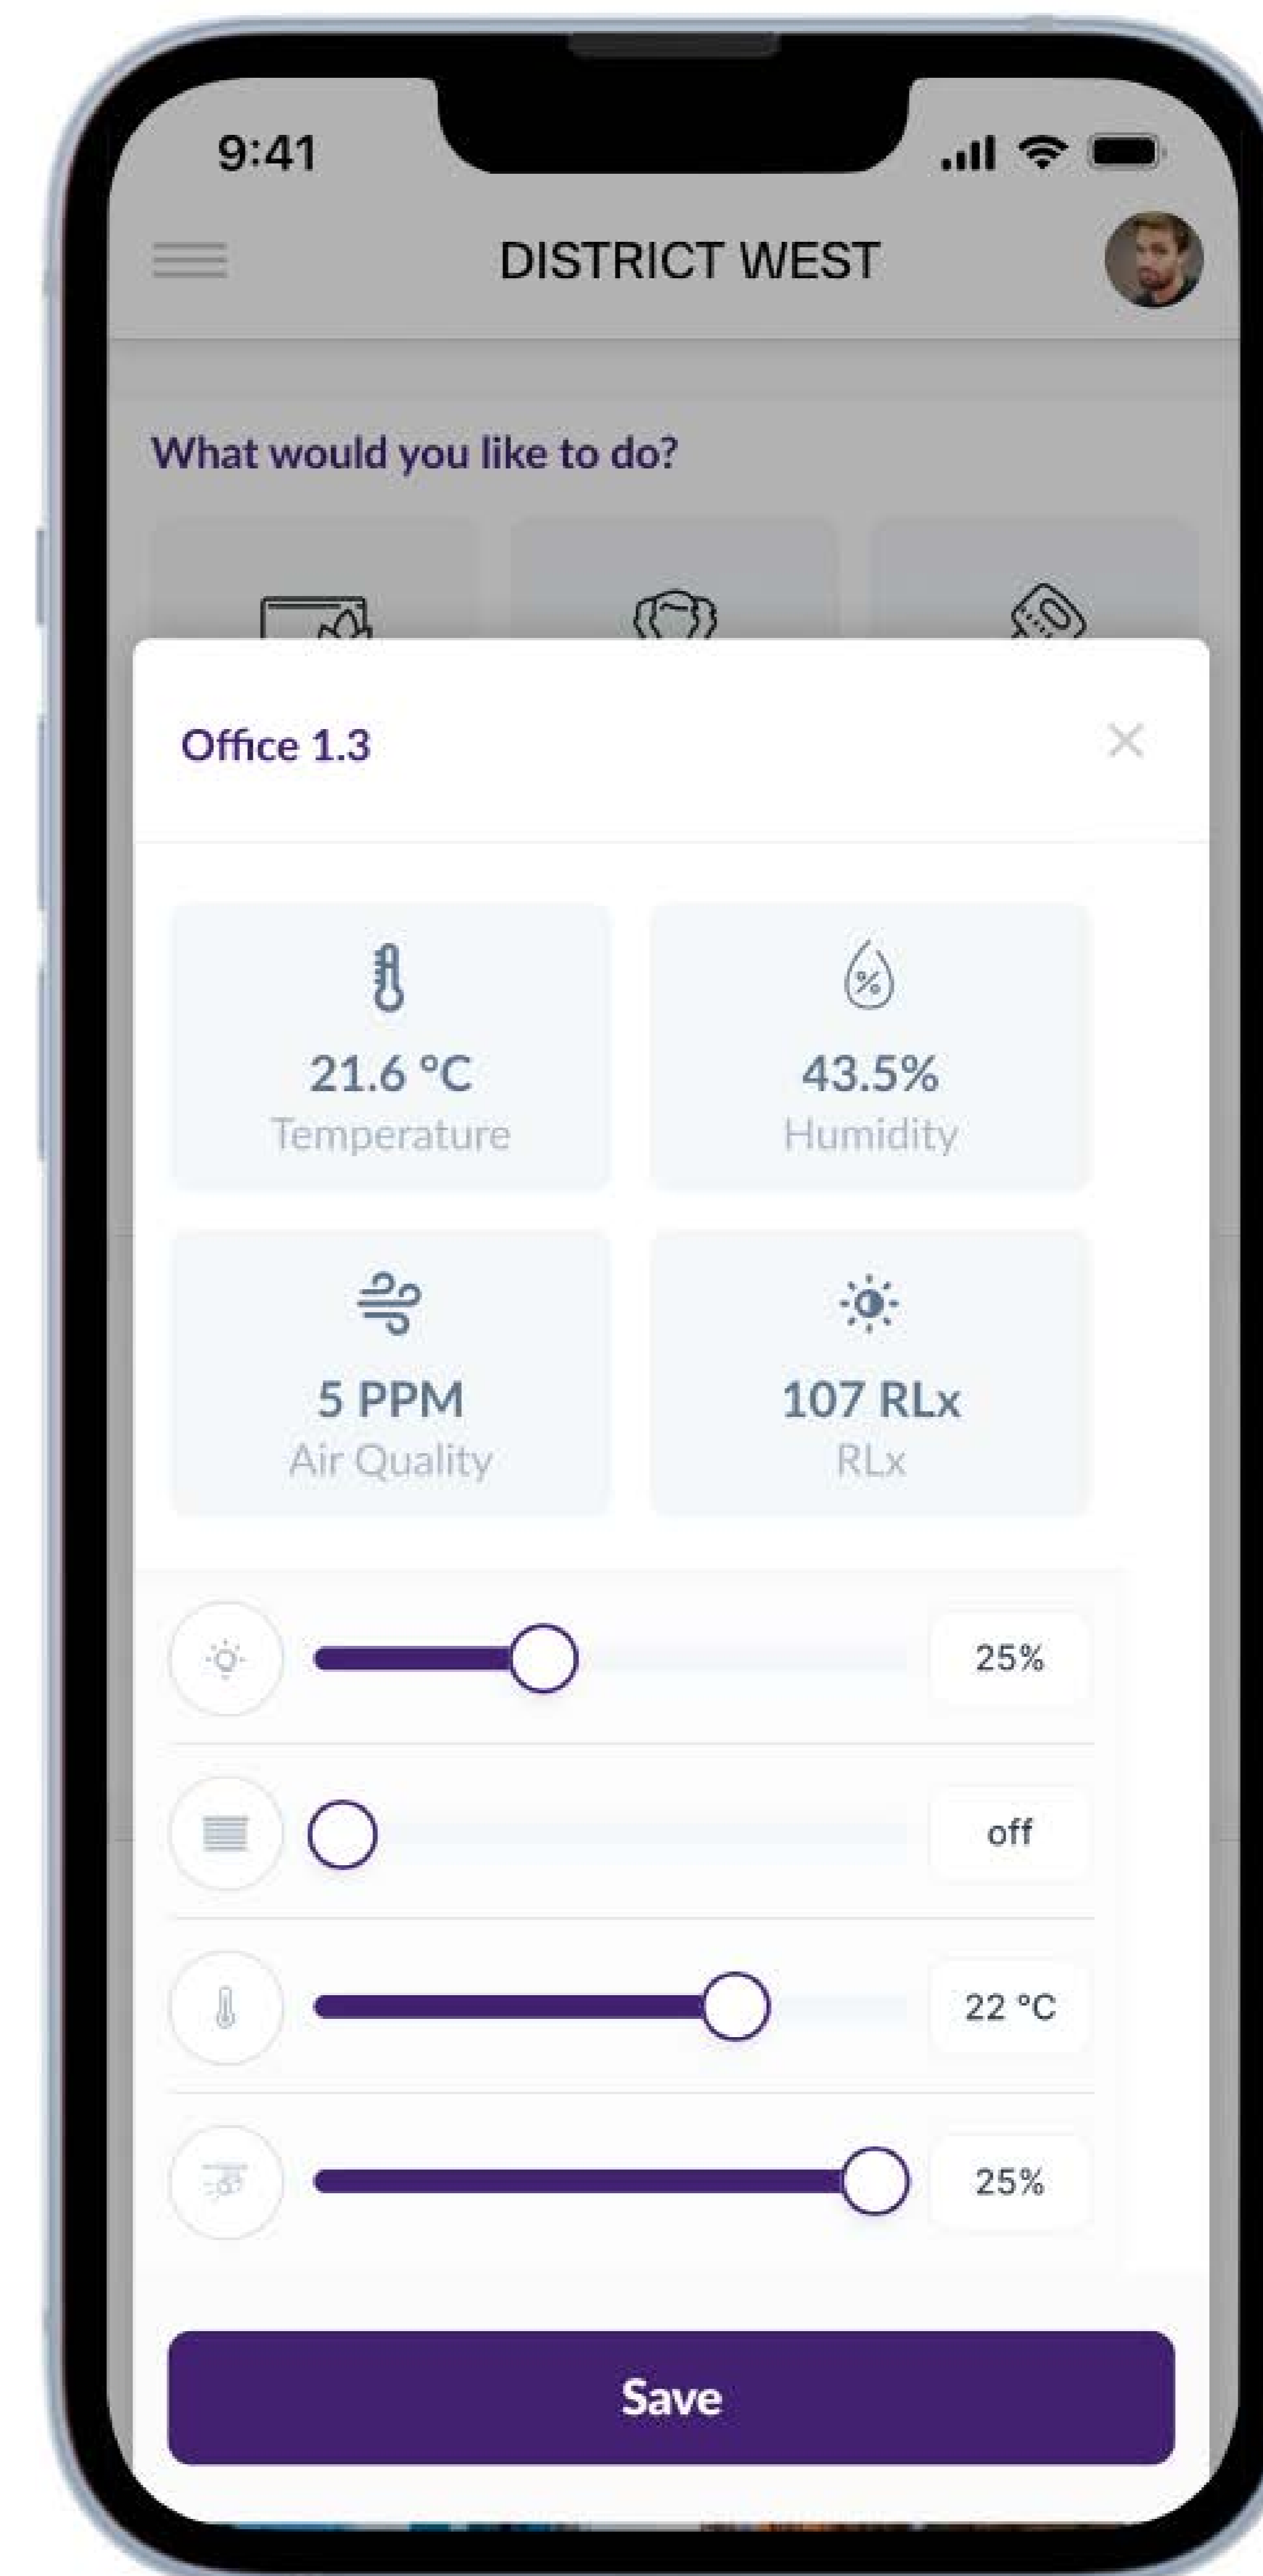 9:41
DISTRICT WEST
What would you like to do?
Office 1.3
21.6 °C
Temperature
43.5%
Humidity
5 PPM
Air Quality
107 RLx
RLx
25%
off
22 °C
25%
Save